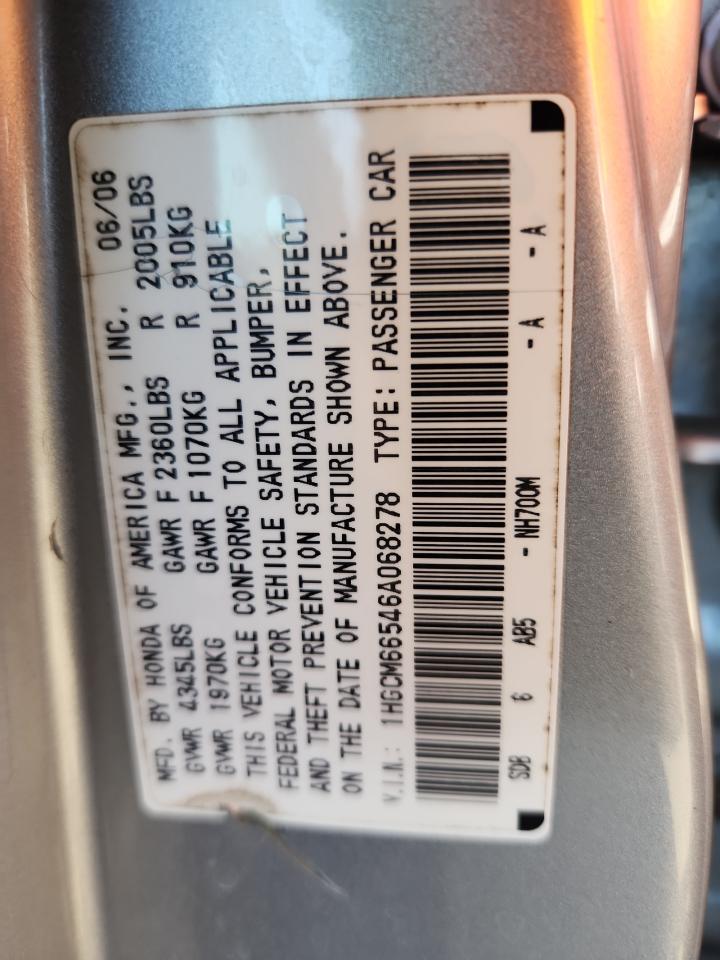 MFD. BY HONDA OF AMERICA MFG., INC. 06/06
GVWR 4345LBS GAWR F 2360LBS R 2005LBS
GVWR 1970KG GAWR F 1070KG R 910KG
THIS VEHICLE CONFORMS TO ALL APPLICABLE
FEDERAL MOTOR VEHICLE SAFETY, BUMPER,
AND THEFT PREVENTION STANDARDS IN EFFECT
ON THE DATE OF MANUFACTURE SHOWN ABOVE.
V.I.N.: 1HGCM66546A068278 TYPE: PASSENGER CAR
SDB 6 AB5 - NH700M - A - A